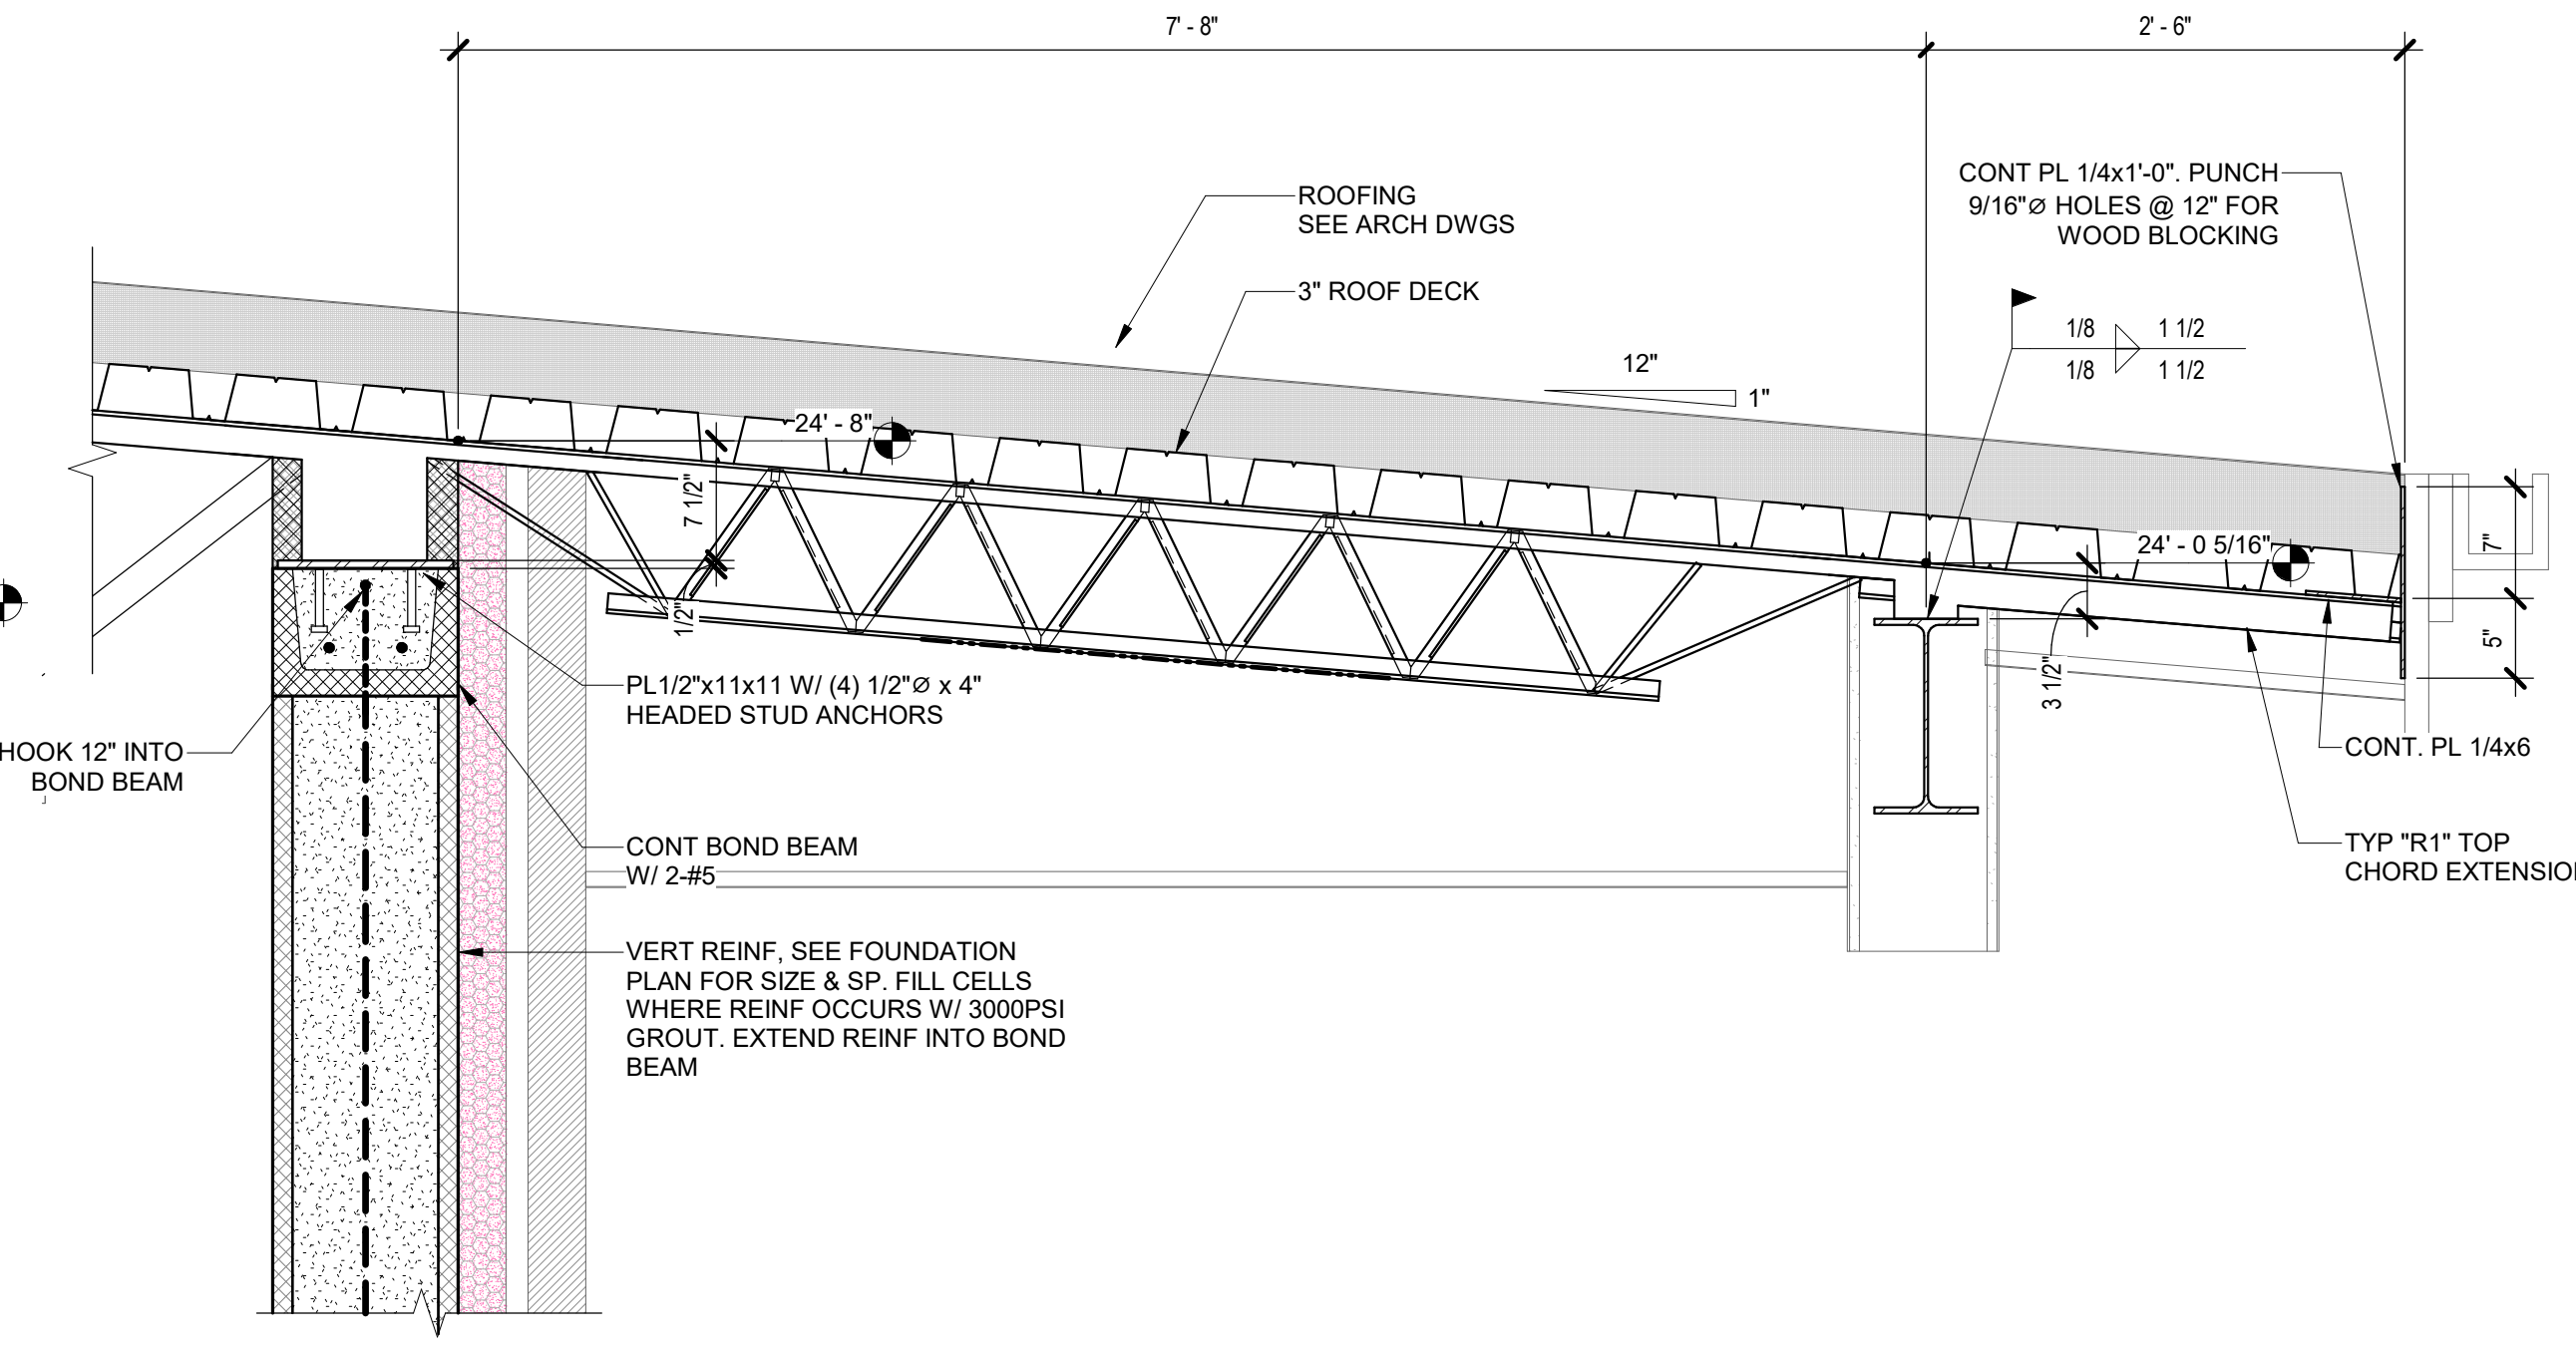 7' - 8"
2' - 6"
CONT PL 1/4x1'-0". PUNCH
9/16"Ø HOLES @ 12" FOR
WOOD BLOCKING
ROOFING
SEE ARCH DWGS
3" ROOF DECK
1/8 1 1/2
1/8 1 1/2
12"
1"
24' - 8"
7 1/2"
1/2"
24' - 0 5/16"
7"
5"
3 1/2"
PL1/2"x11x11 W/ (4) 1/2"Ø x 4"
HEADED STUD ANCHORS
HOOK 12" INTO
BOND BEAM
CONT. PL 1/4x6
CONT BOND BEAM
W/ 2-#5
TYP "R1" TOP
CHORD EXTENSIO
VERT REINF, SEE FOUNDATION
PLAN FOR SIZE & SP. FILL CELLS
WHERE REINF OCCURS W/ 3000PSI
GROUT. EXTEND REINF INTO BOND
BEAM